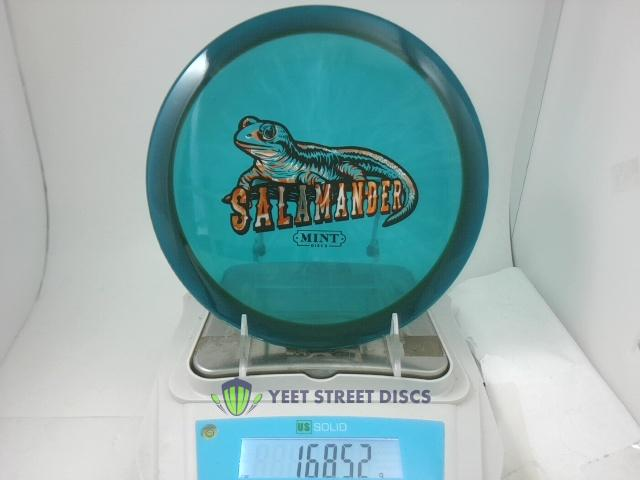 SALAMANDER
MINT
DISCS
YEET STREET DISCS
US SOLID
168.52 g